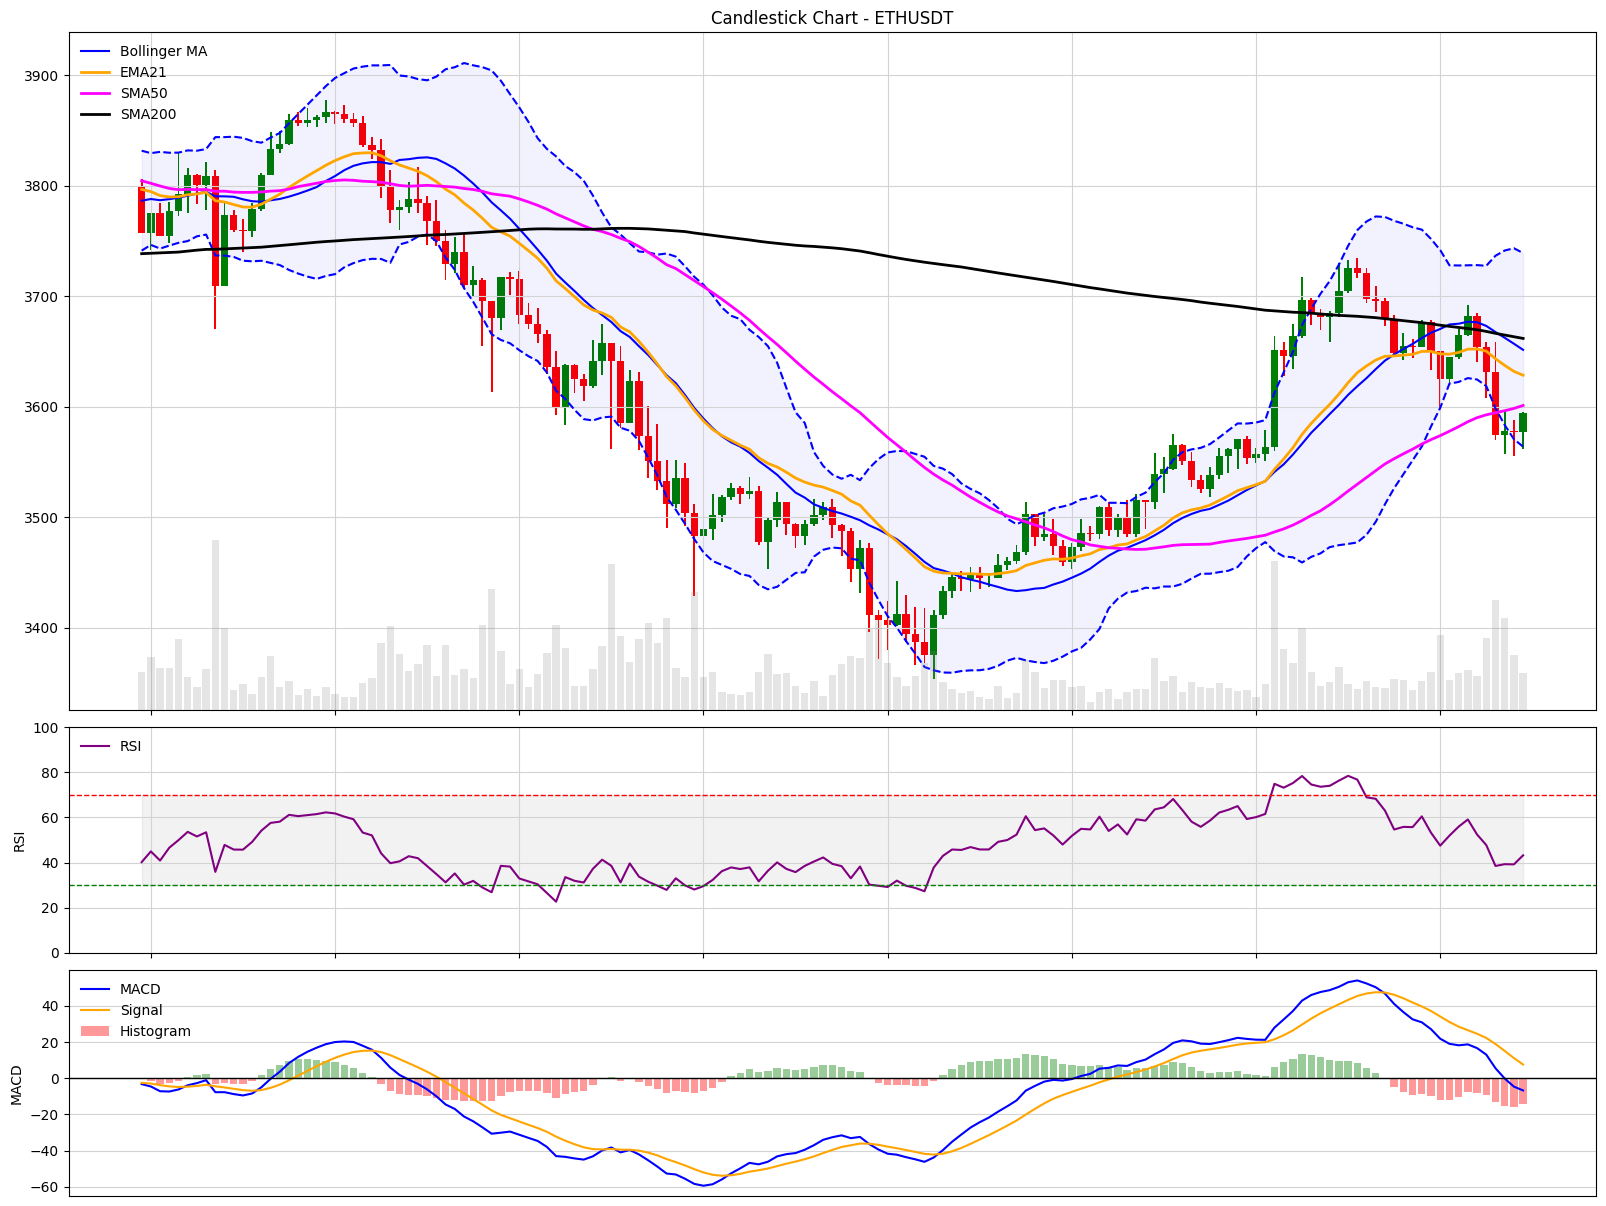 Candlestick Chart - ETHUSDT
Bollinger MA
EMA21
SMA50
SMA200
3900
3800
3700
3600
3500
3400
RSI
100
80
60
40
20
0
RSI
MACD
Signal
Histogram
40
20
0
−20
−40
−60
MACD